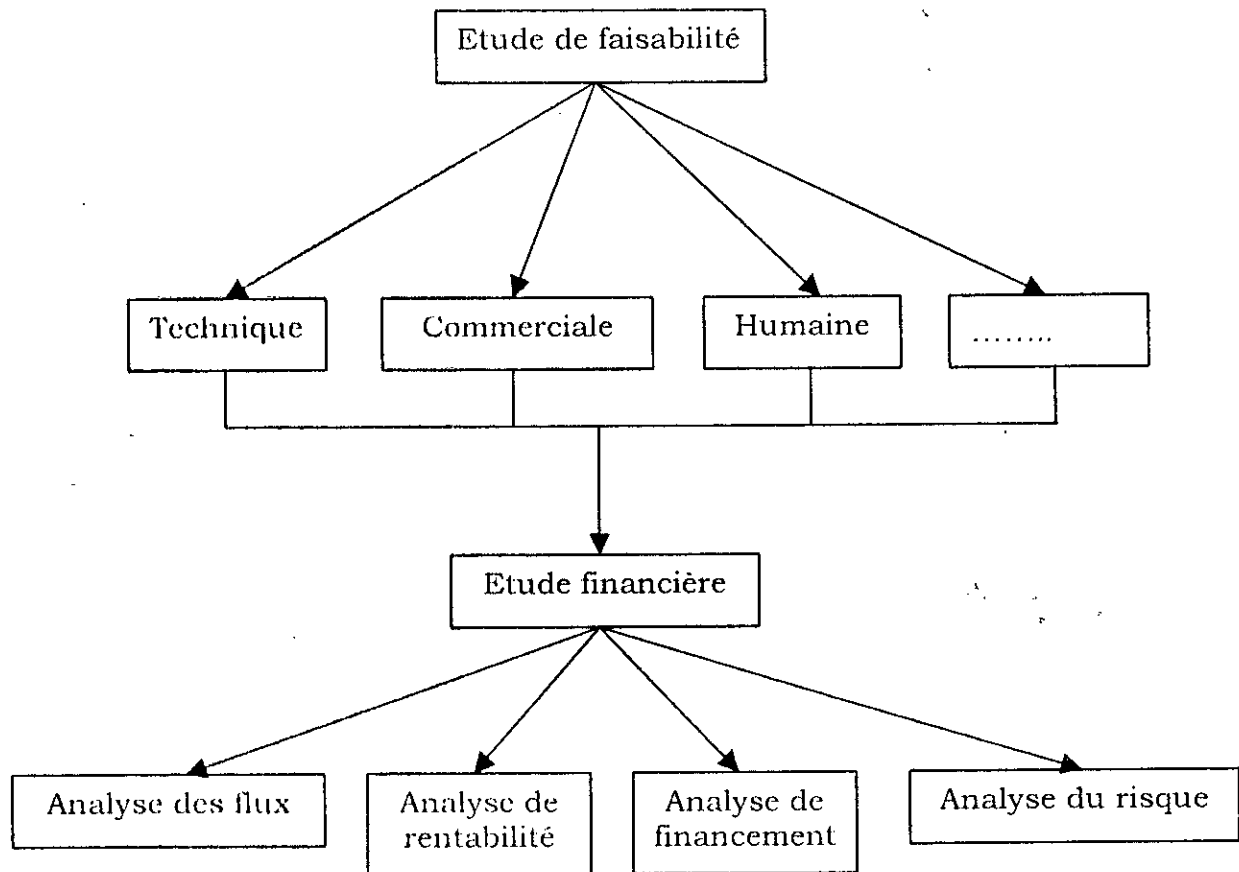 Etude de faisabilité
Technique
Commerciale
Humaine
.........
Etude financière
Analyse des flux
Analyse de
rentabilité
Analyse de
financement
Analyse du risque